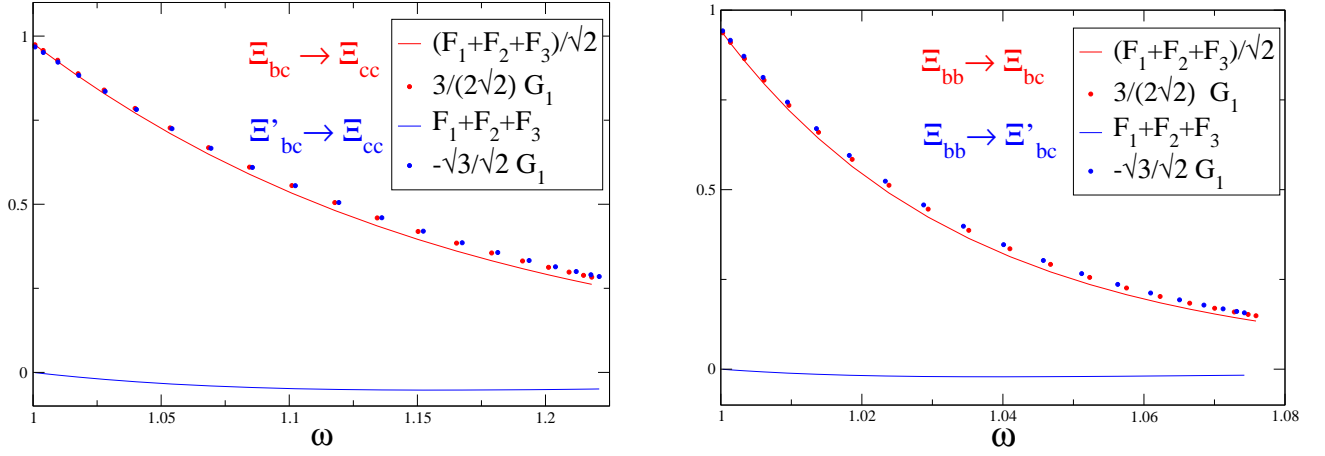 1
0.5
0
1
1.05
1.1
1.15
1.2
ω
Ξbc → Ξcc
Ξ'bc → Ξcc
(F1+F2+F3)/√2
3/(2√2) G1
F1+F2+F3
-√3/√2 G1
1
0.5
0
1
1.02
1.04
1.06
1.08
ω
Ξbb → Ξbc
Ξbb → Ξ'bc
(F1+F2+F3)/√2
3/(2√2) G1
F1+F2+F3
-√3/√2 G1